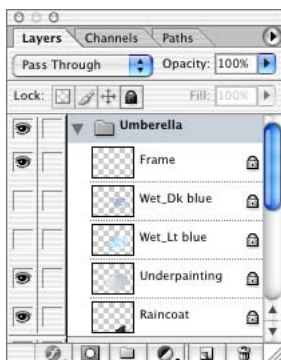 Layers Channels Paths
Pass Through Opacity: 100%
Lock: Fill: 100%
Umberella
Frame
Wet_Dk blue
Wet_Lt blue
Underpainting
Raincoat